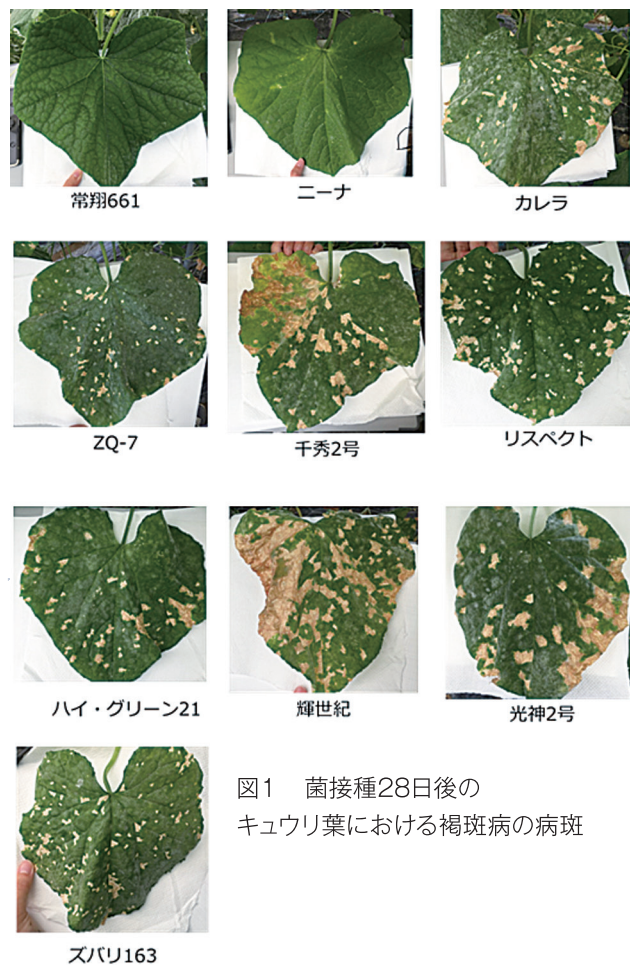 常翔661
ニーナ
カレラ
ZQ-7
千秀2号
リスペクト
ハイ・グリーン21
輝世紀
光神2号
ズバリ163
図1　菌接種28日後の
キュウリ葉における褐斑病の病斑